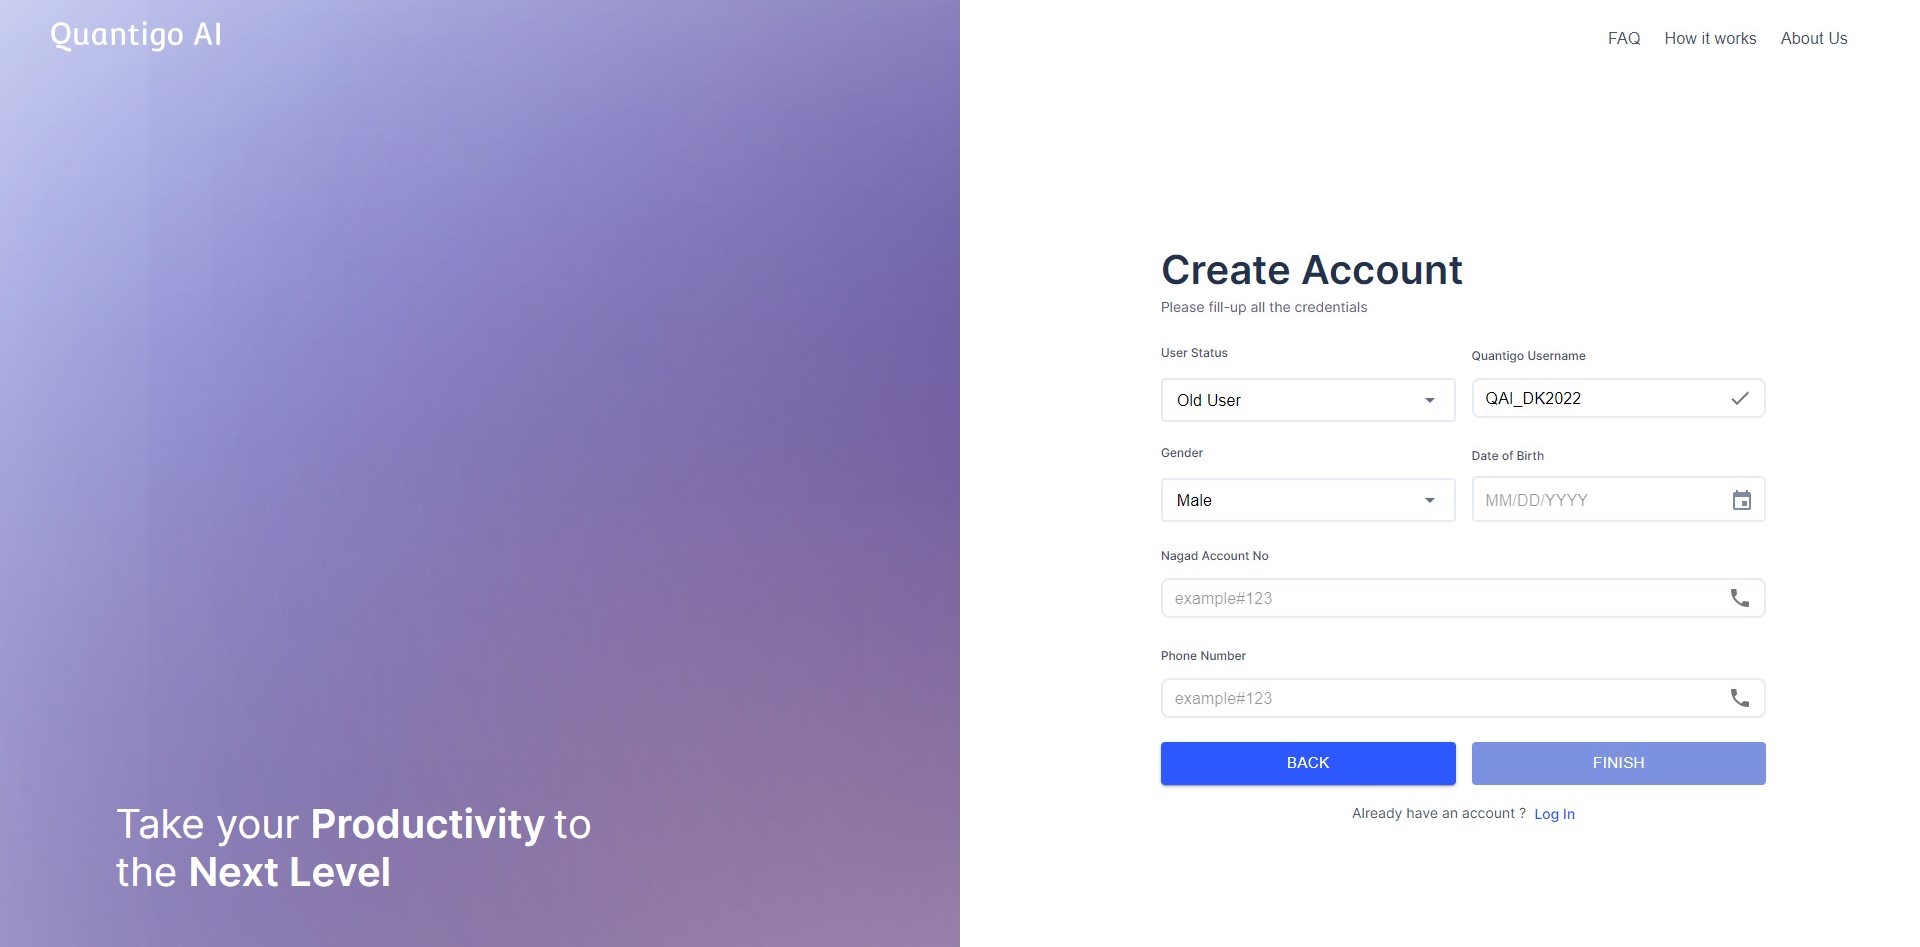 Quantigo AI
FAQ How it works About Us
Create Account
Please fill-up all the credentials
User Status
Quantigo Username
Old User
QAI_DK2022
Gender
Date of Birth
Male
MM/DD/YYYY
Nagad Account No
example#123
Phone Number
example#123
BACK FINISH
Already have an account ? Log In
Take your Productivity to
the Next Level